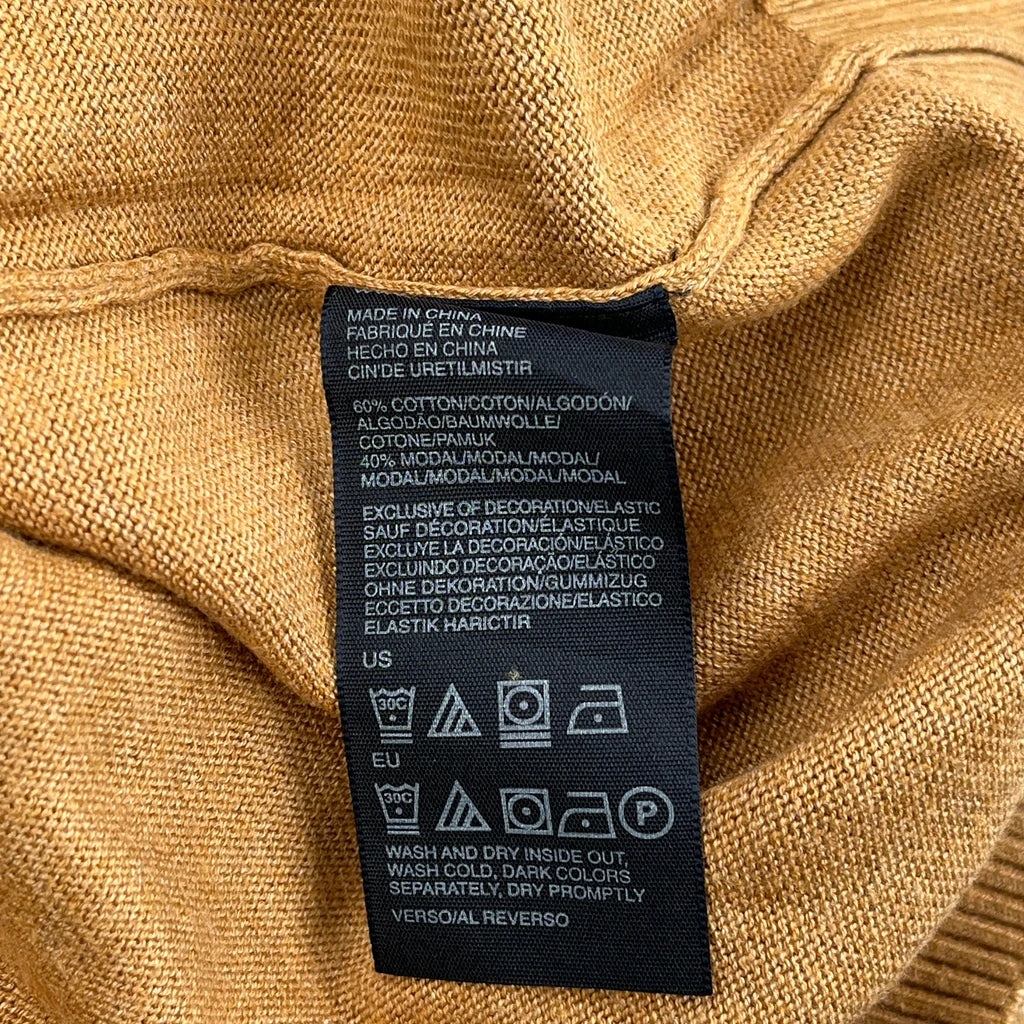 MADE IN CHINA
FABRIQUÉ EN CHINE
HECHO EN CHINA
CIN'DE URETILMISTIR
60% COTTON/COTON/ALGODÓN/
ALGODÃO/BAUMWOLLE/
COTONE/PAMUK
40% MODAL/MODAL/MODAL/
MODAL/MODAL/MODAL/MODAL
EXCLUSIVE OF DECORATION/ELASTIC
SAUF DÉCORATION/ÉLASTIQUE
EXCLUYE LA DECORACIÓN/ELÁSTICO
EXCLUINDO DECORAÇÃO/ELÁSTICO
OHNE DEKORATION/GUMMIZUG
ECCETTO DECORAZIONE/ELASTICO
ELASTIK HARICTIR
US
30C
EU
30C P
WASH AND DRY INSIDE OUT,
WASH COLD, DARK COLORS
SEPARATELY, DRY PROMPTLY
VERSO/AL REVERSO